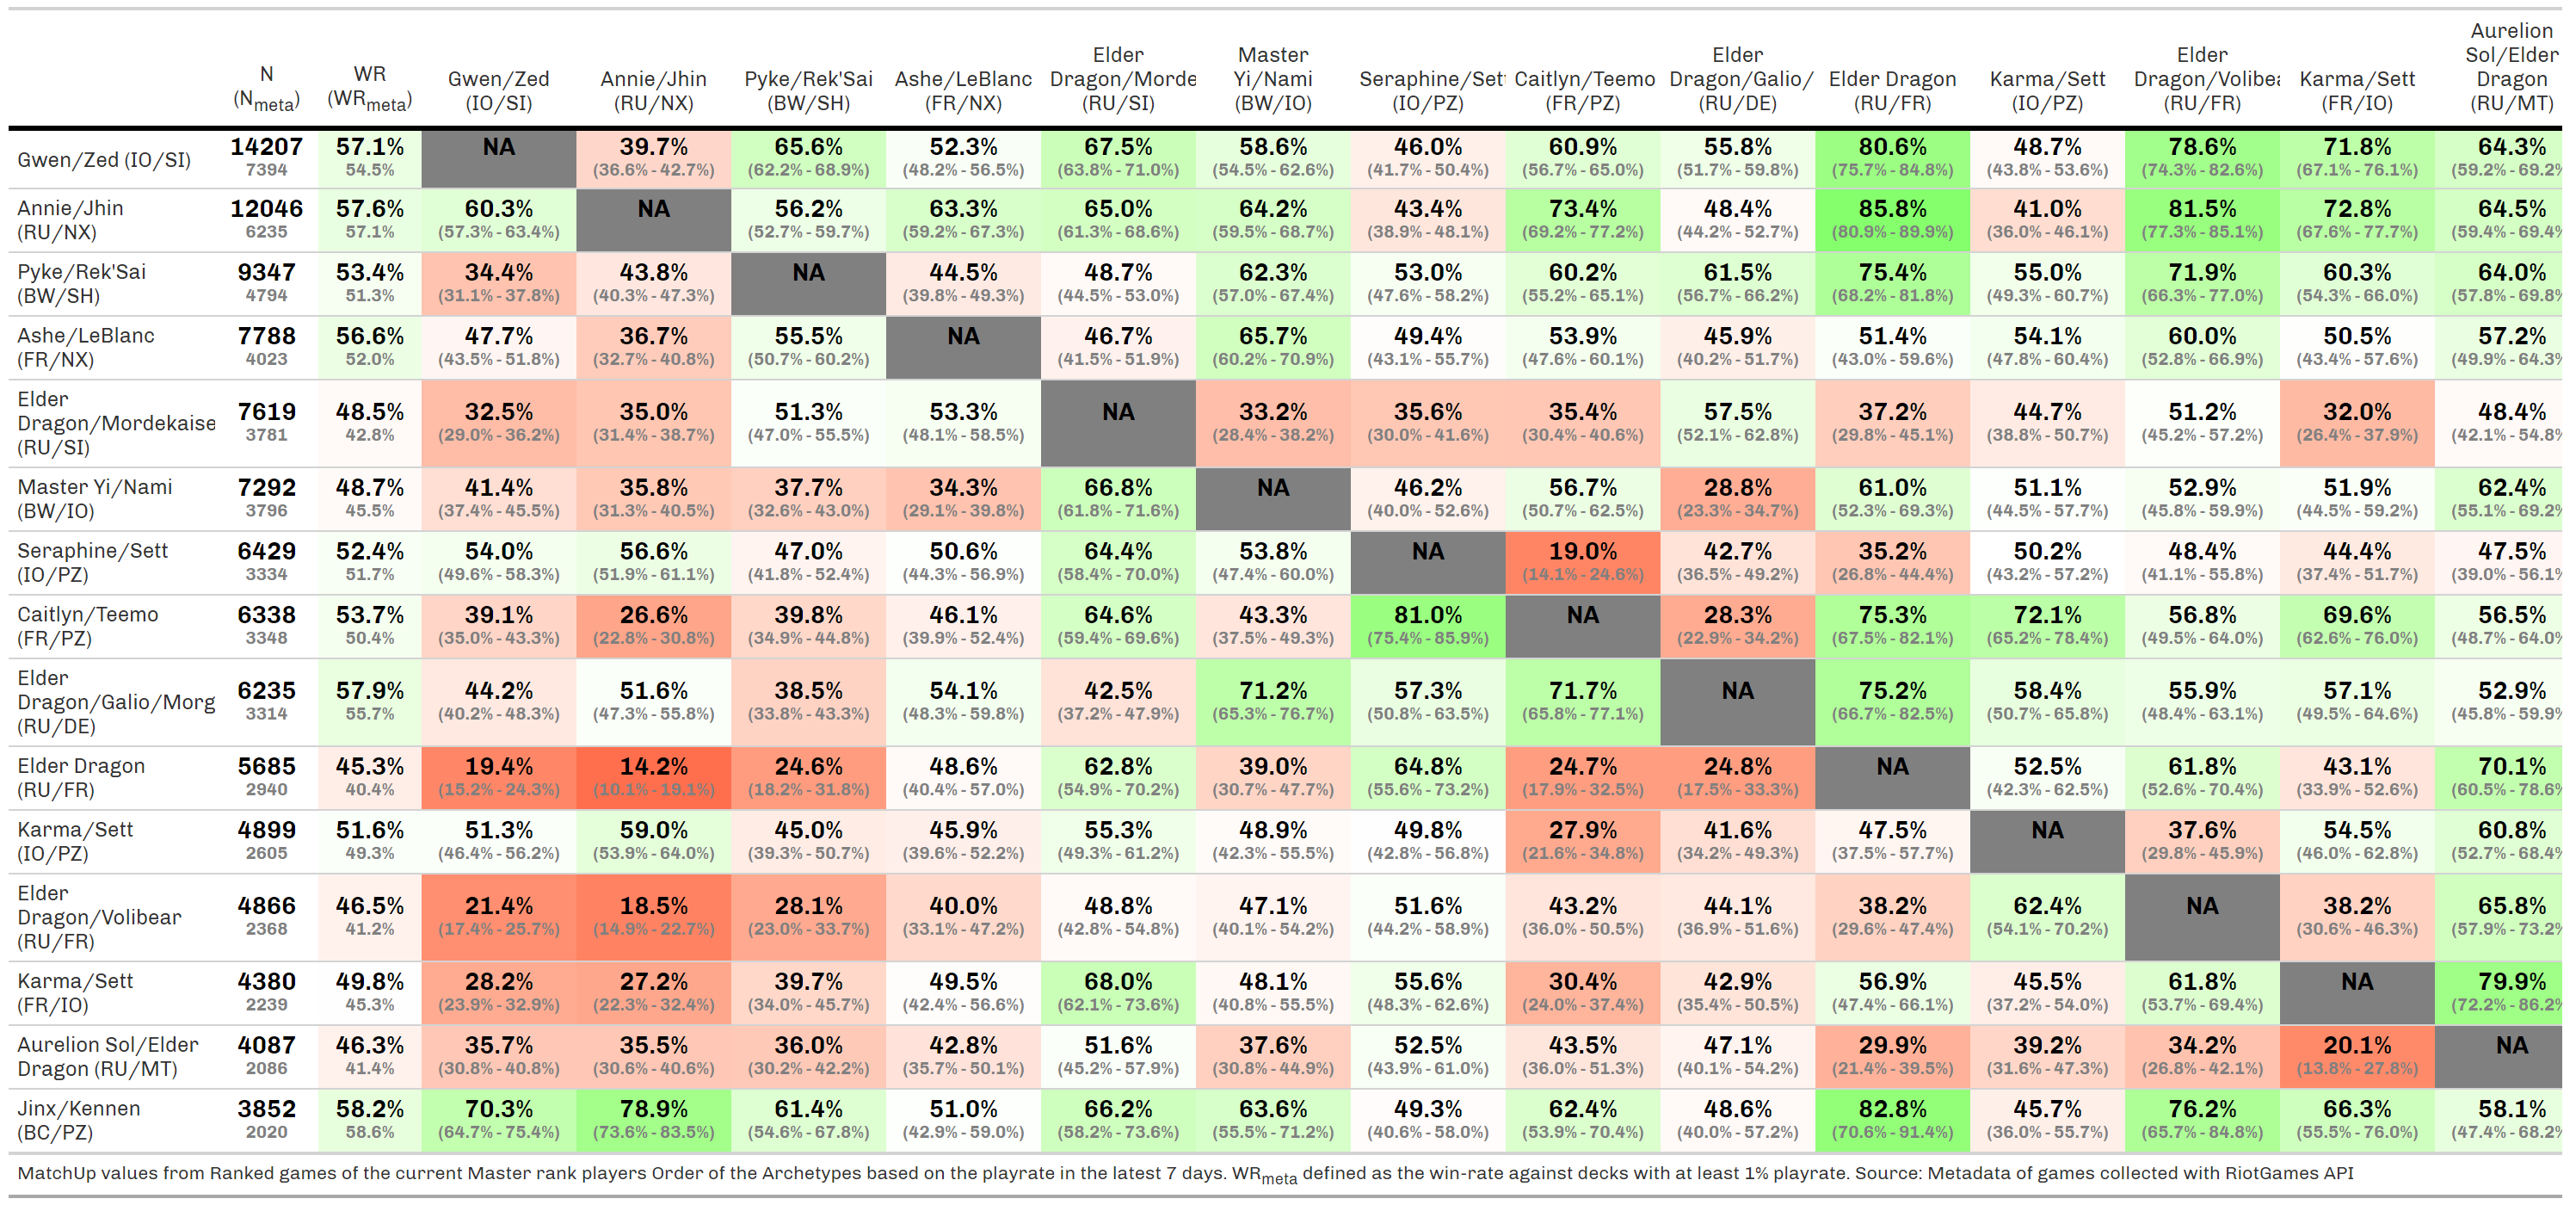 N (N_meta) WR (WR_meta) Gwen/Zed (IO/SI) Annie/Jhin (RU/NX) Pyke/Rek'Sai (BW/SH) Ashe/LeBlanc (FR/NX) Elder Dragon/Morde (RU/SI) Master Yi/Nami (BW/IO) Seraphine/Sett (IO/PZ) Caitlyn/Teemo (FR/PZ) Elder Dragon/Galio/ (RU/DE) Elder Dragon (RU/FR) Karma/Sett (IO/PZ) Elder Dragon/Volibea (RU/FR) Karma/Sett (FR/IO) Aurelion Sol/Elder Dragon (RU/MT)
Gwen/Zed (IO/SI) 14207 57.1% NA 39.7% 65.6% 52.3% 67.5% 58.6% 46.0% 60.9% 55.8% 80.6% 48.7% 78.6% 71.8% 64.3%
7394 54.5% (36.6% - 42.7%) (62.2% - 68.9%) (48.2% - 56.5%) (63.8% - 71.0%) (54.5% - 62.6%) (41.7% - 50.4%) (56.7% - 65.0%) (51.7% - 59.8%) (75.7% - 84.8%) (43.8% - 53.6%) (74.3% - 82.6%) (67.1% - 76.1%) (59.2% - 69.2%
Annie/Jhin (RU/NX) 12046 57.6% 60.3% NA 56.2% 63.3% 65.0% 64.2% 43.4% 73.4% 48.4% 85.8% 41.0% 81.5% 72.8% 64.5%
6235 57.1% (57.3% - 63.4%) (52.7% - 59.7%) (59.2% - 67.3%) (61.3% - 68.6%) (59.5% - 68.7%) (38.9% - 48.1%) (69.2% - 77.2%) (44.2% - 52.7%) (80.9% - 89.9%) (36.0% - 46.1%) (77.3% - 85.1%) (67.6% - 77.7%) (59.4% - 69.4%
Pyke/Rek'Sai (BW/SH) 9347 53.4% 34.4% 43.8% NA 44.5% 48.7% 62.3% 53.0% 60.2% 61.5% 75.4% 55.0% 71.9% 60.3% 64.0%
4794 51.3% (31.1% - 37.8%) (40.3% - 47.3%) (39.8% - 49.3%) (44.5% - 53.0%) (57.0% - 67.4%) (47.6% - 58.2%) (55.2% - 65.1%) (56.7% - 66.2%) (68.2% - 81.8%) (49.3% - 60.7%) (66.3% - 77.0%) (54.3% - 66.0%) (57.8% - 69.8%
Ashe/LeBlanc (FR/NX) 7788 56.6% 47.7% 36.7% 55.5% NA 46.7% 65.7% 49.4% 53.9% 45.9% 51.4% 54.1% 60.0% 50.5% 57.2%
4023 52.0% (43.5% - 51.8%) (32.7% - 40.8%) (50.7% - 60.2%) (41.5% - 51.9%) (60.2% - 70.9%) (43.1% - 55.7%) (47.6% - 60.1%) (40.2% - 51.7%) (43.0% - 59.6%) (47.8% - 60.4%) (52.8% - 66.9%) (43.4% - 57.6%) (49.9% - 64.3%
Elder Dragon/Mordekaise (RU/SI) 7619 48.5% 32.5% 35.0% 51.3% 53.3% NA 33.2% 35.6% 35.4% 57.5% 37.2% 44.7% 51.2% 32.0% 48.4%
3781 42.8% (29.0% - 36.2%) (31.4% - 38.7%) (47.0% - 55.5%) (48.1% - 58.5%) (28.4% - 38.2%) (30.0% - 41.6%) (30.4% - 40.6%) (52.1% - 62.8%) (29.8% - 45.1%) (38.8% - 50.7%) (45.2% - 57.2%) (26.4% - 37.9%) (42.1% - 54.8%
Master Yi/Nami (BW/IO) 7292 48.7% 41.4% 35.8% 37.7% 34.3% 66.8% NA 46.2% 56.7% 28.8% 61.0% 51.1% 52.9% 51.9% 62.4%
3796 45.5% (37.4% - 45.5%) (31.3% - 40.5%) (32.6% - 43.0%) (29.1% - 39.8%) (61.8% - 71.6%) (40.0% - 52.6%) (50.7% - 62.5%) (23.3% - 34.7%) (52.3% - 69.3%) (44.5% - 57.7%) (45.8% - 59.9%) (44.5% - 59.2%) (55.1% - 69.2%
Seraphine/Sett (IO/PZ) 6429 52.4% 54.0% 56.6% 47.0% 50.6% 64.4% 53.8% NA 19.0% 42.7% 35.2% 50.2% 48.4% 44.4% 47.5%
3334 51.7% (49.6% - 58.3%) (51.9% - 61.1%) (41.8% - 52.4%) (44.3% - 56.9%) (58.4% - 70.0%) (47.4% - 60.0%) (14.1% - 24.6%) (36.5% - 49.2%) (26.8% - 44.4%) (43.2% - 57.2%) (41.1% - 55.8%) (37.4% - 51.7%) (39.0% - 56.1%
Caitlyn/Teemo (FR/PZ) 6338 53.7% 39.1% 26.6% 39.8% 46.1% 64.6% 43.3% 81.0% NA 28.3% 75.3% 72.1% 56.8% 69.6% 56.5%
3348 50.4% (35.0% - 43.3%) (22.8% - 30.8%) (34.9% - 44.8%) (39.9% - 52.4%) (59.4% - 69.6%) (37.5% - 49.3%) (75.4% - 85.9%) (22.9% - 34.2%) (67.5% - 82.1%) (65.2% - 78.4%) (49.5% - 64.0%) (62.6% - 76.0%) (48.7% - 64.0%
Elder Dragon/Galio/Morg (RU/DE) 6235 57.9% 44.2% 51.6% 38.5% 54.1% 42.5% 71.2% 57.3% 71.7% NA 75.2% 58.4% 55.9% 57.1% 52.9%
3314 55.7% (40.2% - 48.3%) (47.3% - 55.8%) (33.8% - 43.3%) (48.3% - 59.8%) (37.2% - 47.9%) (65.3% - 76.7%) (50.8% - 63.5%) (65.8% - 77.1%) (66.7% - 82.5%) (50.7% - 65.8%) (48.4% - 63.1%) (49.5% - 64.6%) (45.8% - 59.9%
Elder Dragon (RU/FR) 5685 45.3% 19.4% 14.2% 24.6% 48.6% 62.8% 39.0% 64.8% 24.7% 24.8% NA 52.5% 61.8% 43.1% 70.1%
2940 40.4% (15.2% - 24.3%) (10.1% - 19.1%) (18.2% - 31.8%) (40.4% - 57.0%) (54.9% - 70.2%) (30.7% - 47.7%) (55.6% - 73.2%) (17.9% - 32.5%) (17.5% - 33.3%) (42.3% - 62.5%) (52.6% - 70.4%) (33.9% - 52.6%) (60.5% - 78.6%
Karma/Sett (IO/PZ) 4899 51.6% 51.3% 59.0% 45.0% 45.9% 55.3% 48.9% 49.8% 27.9% 41.6% 47.5% NA 37.6% 54.5% 60.8%
2605 49.3% (46.4% - 56.2%) (53.9% - 64.0%) (39.3% - 50.7%) (39.6% - 52.2%) (49.3% - 61.2%) (42.3% - 55.5%) (42.8% - 56.8%) (21.6% - 34.8%) (34.2% - 49.3%) (37.5% - 57.7%) (29.8% - 45.9%) (46.0% - 62.8%) (52.7% - 68.4%
Elder Dragon/Volibear (RU/FR) 4866 46.5% 21.4% 18.5% 28.1% 40.0% 48.8% 47.1% 51.6% 43.2% 44.1% 38.2% 62.4% NA 38.2% 65.8%
2368 41.2% (17.4% - 25.7%) (14.9% - 22.7%) (23.0% - 33.7%) (33.1% - 47.2%) (42.8% - 54.8%) (40.1% - 54.2%) (44.2% - 58.9%) (36.0% - 50.5%) (36.9% - 51.6%) (29.6% - 47.4%) (54.1% - 70.2%) (30.6% - 46.3%) (57.9% - 73.2%
Karma/Sett (FR/IO) 4380 49.8% 28.2% 27.2% 39.7% 49.5% 68.0% 48.1% 55.6% 30.4% 42.9% 56.9% 45.5% 61.8% NA 79.9%
2239 45.3% (23.9% - 32.9%) (22.3% - 32.4%) (34.0% - 45.7%) (42.4% - 56.6%) (62.1% - 73.6%) (40.8% - 55.5%) (48.3% - 62.6%) (24.0% - 37.4%) (35.4% - 50.5%) (47.4% - 66.1%) (37.2% - 54.0%) (53.7% - 69.4%) (72.2% - 86.2%
Aurelion Sol/Elder Dragon (RU/MT) 4087 46.3% 35.7% 35.5% 36.0% 42.8% 51.6% 37.6% 52.5% 43.5% 47.1% 29.9% 39.2% 34.2% 20.1% NA
2086 41.4% (30.8% - 40.8%) (30.6% - 40.6%) (30.2% - 42.2%) (35.7% - 50.1%) (45.2% - 57.9%) (30.8% - 44.9%) (43.9% - 61.0%) (36.0% - 51.3%) (40.1% - 54.2%) (21.4% - 39.5%) (31.6% - 47.3%) (26.8% - 42.1%) (13.8% - 27.8%)
Jinx/Kennen (BC/PZ) 3852 58.2% 70.3% 78.9% 61.4% 51.0% 66.2% 63.6% 49.3% 62.4% 48.6% 82.8% 45.7% 76.2% 66.3% 58.1%
2020 58.6% (64.7% - 75.4%) (73.6% - 83.5%) (54.6% - 67.8%) (42.9% - 59.0%) (58.2% - 73.6%) (55.5% - 71.2%) (40.6% - 58.0%) (53.9% - 70.4%) (40.0% - 57.2%) (70.6% - 91.4%) (36.0% - 55.7%) (65.7% - 84.8%) (55.5% - 76.0%) (47.4% - 68.2%
MatchUp values from Ranked games of the current Master rank players Order of the Archetypes based on the playrate in the latest 7 days. WR_meta defined as the win-rate against decks with at least 1% playrate. Source: Metadata of games collected with RiotGames API